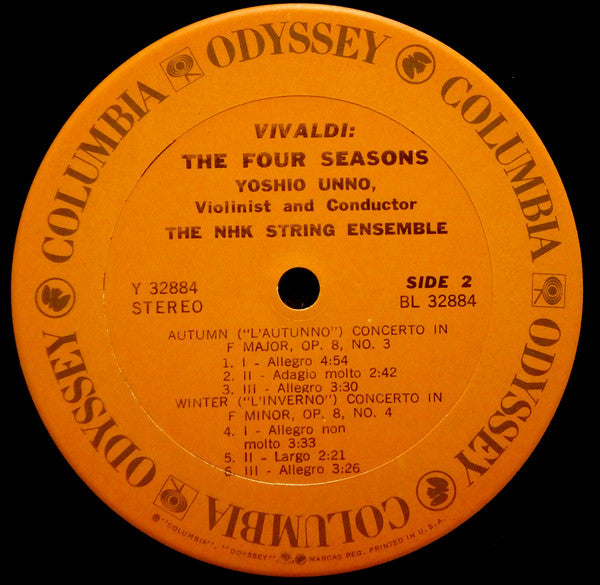 COLUMBIA ODYSSEY COLUMBIA ODYSSEY COLUMBIA COLUMBIA ODYSSEY
VIVALDI:
THE FOUR SEASONS
YOSHIO UNNO,
Violinist and Conductor
THE NHK STRING ENSEMBLE
Y 32884
STEREO
SIDE 2
BL 32884
AUTUMN ("L'AUTUNNO") CONCERTO IN
F MAJOR, OP. 8, NO. 3
1. I - Allegro 4:54
2. II - Adagio molto 2:42
3. III - Allegro 3:30
WINTER ("L'INVERNO") CONCERTO IN
F MINOR, OP. 8, NO. 4
4. I - Allegro non
molto 3:33
5. II - Largo 2:21
6. III - Allegro 3:26
® "COLUMBIA", "ODYSSEY", MARCAS REG. PRINTED IN U.S.A.